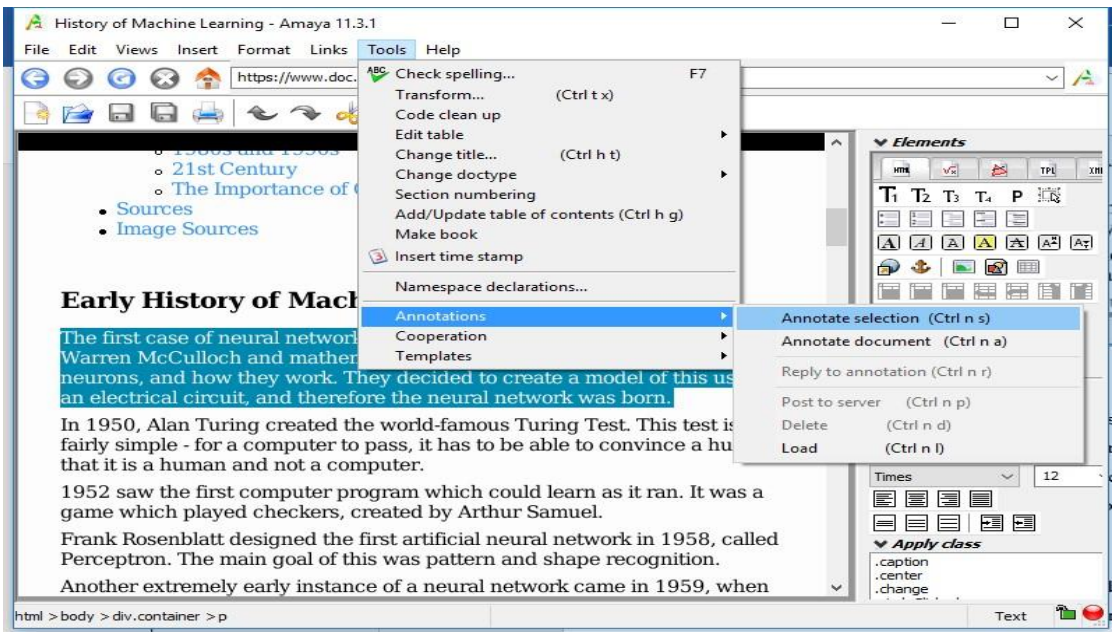 History of Machine Learning - Amaya 11.3.1
File Edit Views Insert Format Links Tools Help
https://www.doc.
Check spelling... F7
Transform... (Ctrl t x)
Code clean up
Edit table
Change title... (Ctrl h t)
Change doctype
Section numbering
Add/Update table of contents (Ctrl h g)
Make book
Insert time stamp
Namespace declarations...
Annotations
Cooperation
Templates
Annotate selection (Ctrl n s)
Annotate document (Ctrl n a)
Reply to annotation (Ctrl n r)
Post to server (Ctrl n p)
Delete (Ctrl n d)
Load (Ctrl n l)
21st Century
The Importance of
Sources
Image Sources
Early History of Mach
The first case of neural network
Warren McCulloch and mather
neurons, and how they work. They decided to create a model of this us
an electrical circuit, and therefore the neural network was born.
In 1950, Alan Turing created the world-famous Turing Test. This test is
fairly simple - for a computer to pass, it has to be able to convince a hu
that it is a human and not a computer.
1952 saw the first computer program which could learn as it ran. It was a
game which played checkers, created by Arthur Samuel.
Frank Rosenblatt designed the first artificial neural network in 1958, called
Perceptron. The main goal of this was pattern and shape recognition.
Another extremely early instance of a neural network came in 1959, when
Elements
HTML TPL XML
T1 T2 T3 T4 P
Times 12
Apply class
.caption
.center
.change
html > body > div.container > p
Text